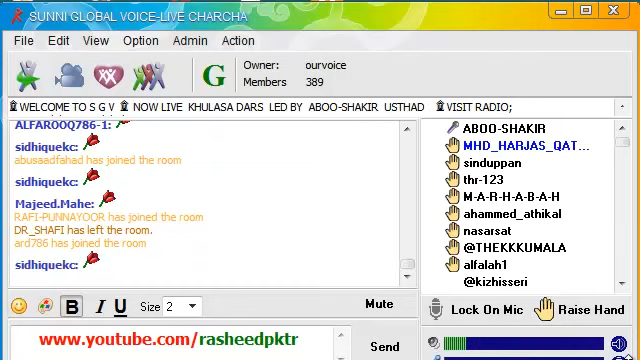 SUNNI GLOBAL VOICE-LIVE CHARCHA
File Edit View Option Admin Action
G
Owner: ourvoice
Members 389
WELCOME TO S G V NOW LIVE KHULASA DARS LED BY ABOO-SHAKIR USTHAD VISIT RADIO;
ALFAROOQ786-1:
sidhiquekc:
abusaadfahad has joined the room
sidhiquekc:
Majeed.Mahe:
RAFI-PUNNAYOOR has joined the room
DR_SHAFI has left the room.
ard786 has joined the room
sidhiquekc:
ABOO-SHAKIR
MHD_HARJAS_QAT...
sinduppan
thr-123
M-A-R-H-A-B-A-H
ahammed_athikal
nasarsat
@THEKKKUMALA
alfalah1
@kizhisseri
B I U Size 2 Mute
Lock On Mic Raise Hand
www.youtube.com/rasheedpktr
Send